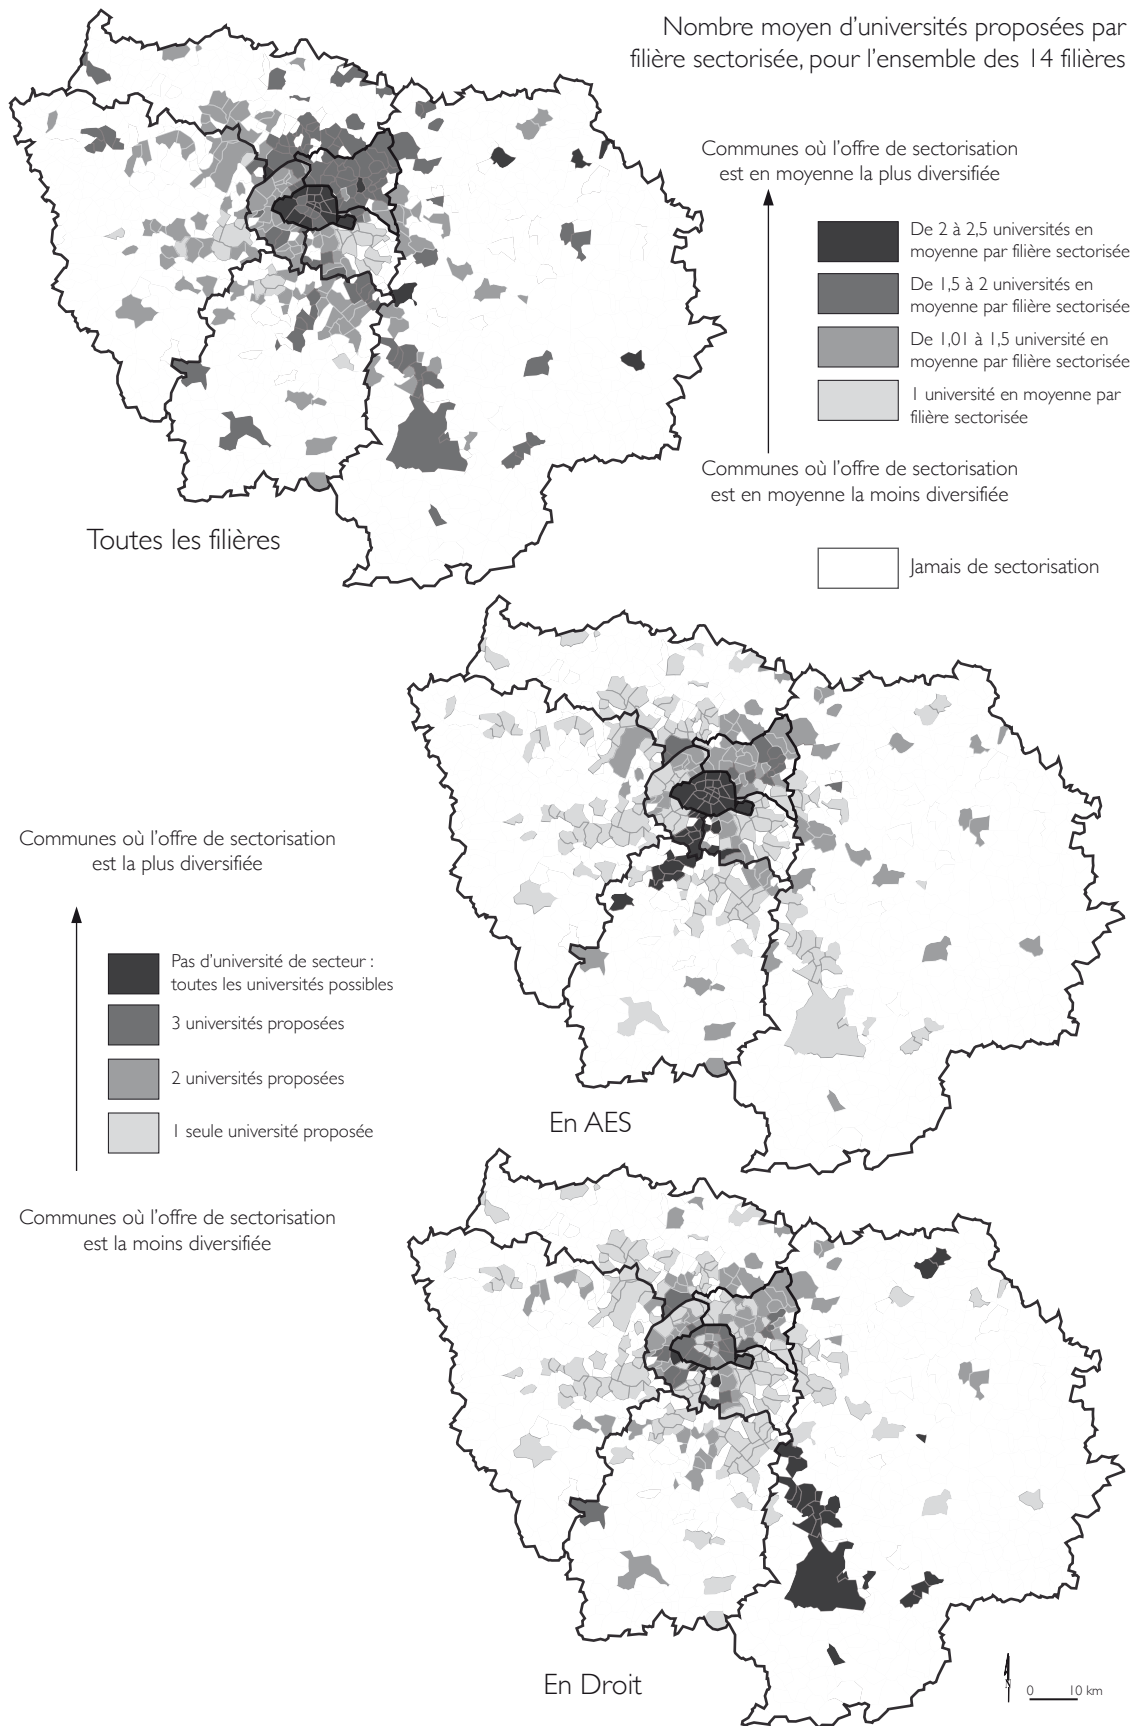 Nombre moyen d'universités proposées par
filière sectorisée, pour l'ensemble des 14 filières
Communes où l'offre de sectorisation
est en moyenne la plus diversifiée
De 2 à 2,5 universités en
moyenne par filière sectorisée
De 1,5 à 2 universités en
moyenne par filière sectorisée
De 1,01 à 1,5 université en
moyenne par filière sectorisée
1 université en moyenne par
filière sectorisée
Communes où l'offre de sectorisation
est en moyenne la moins diversifiée
Toutes les filières
Jamais de sectorisation
Communes où l'offre de sectorisation
est la plus diversifiée
Pas d'université de secteur :
toutes les universités possibles
3 universités proposées
2 universités proposées
1 seule université proposée
Communes où l'offre de sectorisation
est la moins diversifiée
En AES
En Droit
N
0 10 km